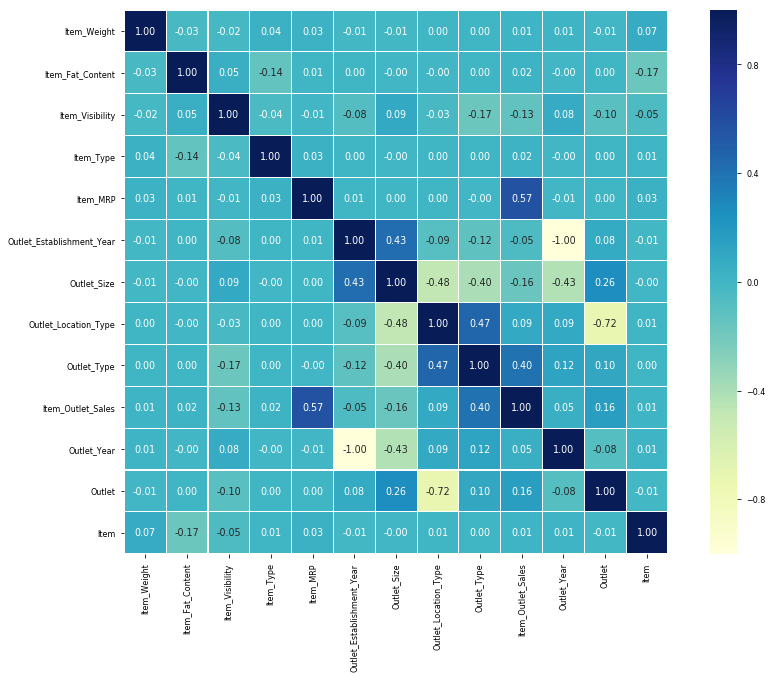 Item_Weight 1.00 -0.03 -0.02 0.04 0.03 -0.01 -0.01 0.00 0.00 0.01 0.01 -0.01 0.07
Item_Fat_Content -0.03 1.00 0.05 -0.14 0.01 0.00 -0.00 -0.00 0.00 0.02 -0.00 0.00 -0.17
Item_Visibility -0.02 0.05 1.00 -0.04 -0.01 -0.08 0.09 -0.03 -0.17 -0.13 0.08 -0.10 -0.05
Item_Type 0.04 -0.14 -0.04 1.00 0.03 0.00 -0.00 0.00 0.00 0.02 -0.00 0.00 0.01
Item_MRP 0.03 0.01 -0.01 0.03 1.00 0.01 0.00 0.00 -0.00 0.57 -0.01 0.00 0.03
Outlet_Establishment_Year -0.01 0.00 -0.08 0.00 0.01 1.00 0.43 -0.09 -0.12 -0.05 -1.00 0.08 -0.01
Outlet_Size -0.01 -0.00 0.09 -0.00 0.00 0.43 1.00 -0.48 -0.40 -0.16 -0.43 0.26 -0.00
Outlet_Location_Type 0.00 -0.00 -0.03 0.00 0.00 -0.09 -0.48 1.00 0.47 0.09 0.09 -0.72 0.01
Outlet_Type 0.00 0.00 -0.17 0.00 -0.00 -0.12 -0.40 0.47 1.00 0.40 0.12 0.10 0.00
Item_Outlet_Sales 0.01 0.02 -0.13 0.02 0.57 -0.05 -0.16 0.09 0.40 1.00 0.05 0.16 0.01
Outlet_Year 0.01 -0.00 0.08 -0.00 -0.01 -1.00 -0.43 0.09 0.12 0.05 1.00 -0.08 0.01
Outlet -0.01 0.00 -0.10 0.00 0.00 0.08 0.26 -0.72 0.10 0.16 -0.08 1.00 -0.01
Item 0.07 -0.17 -0.05 0.01 0.03 -0.01 -0.00 0.01 0.00 0.01 0.01 -0.01 1.00
Item_Weight
Item_Fat_Content
Item_Visibility
Item_Type
Item_MRP
Outlet_Establishment_Year
Outlet_Size
Outlet_Location_Type
Outlet_Type
Item_Outlet_Sales
Outlet_Year
Outlet
Item
0.8
0.4
0.0
−0.4
−0.8